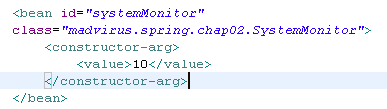 <bean id="systemMonitor"
class="madvirus.spring.chap02.SystemMonitor">
<constructor-arg>
<value>10</value>
</constructor-arg>
</bean>